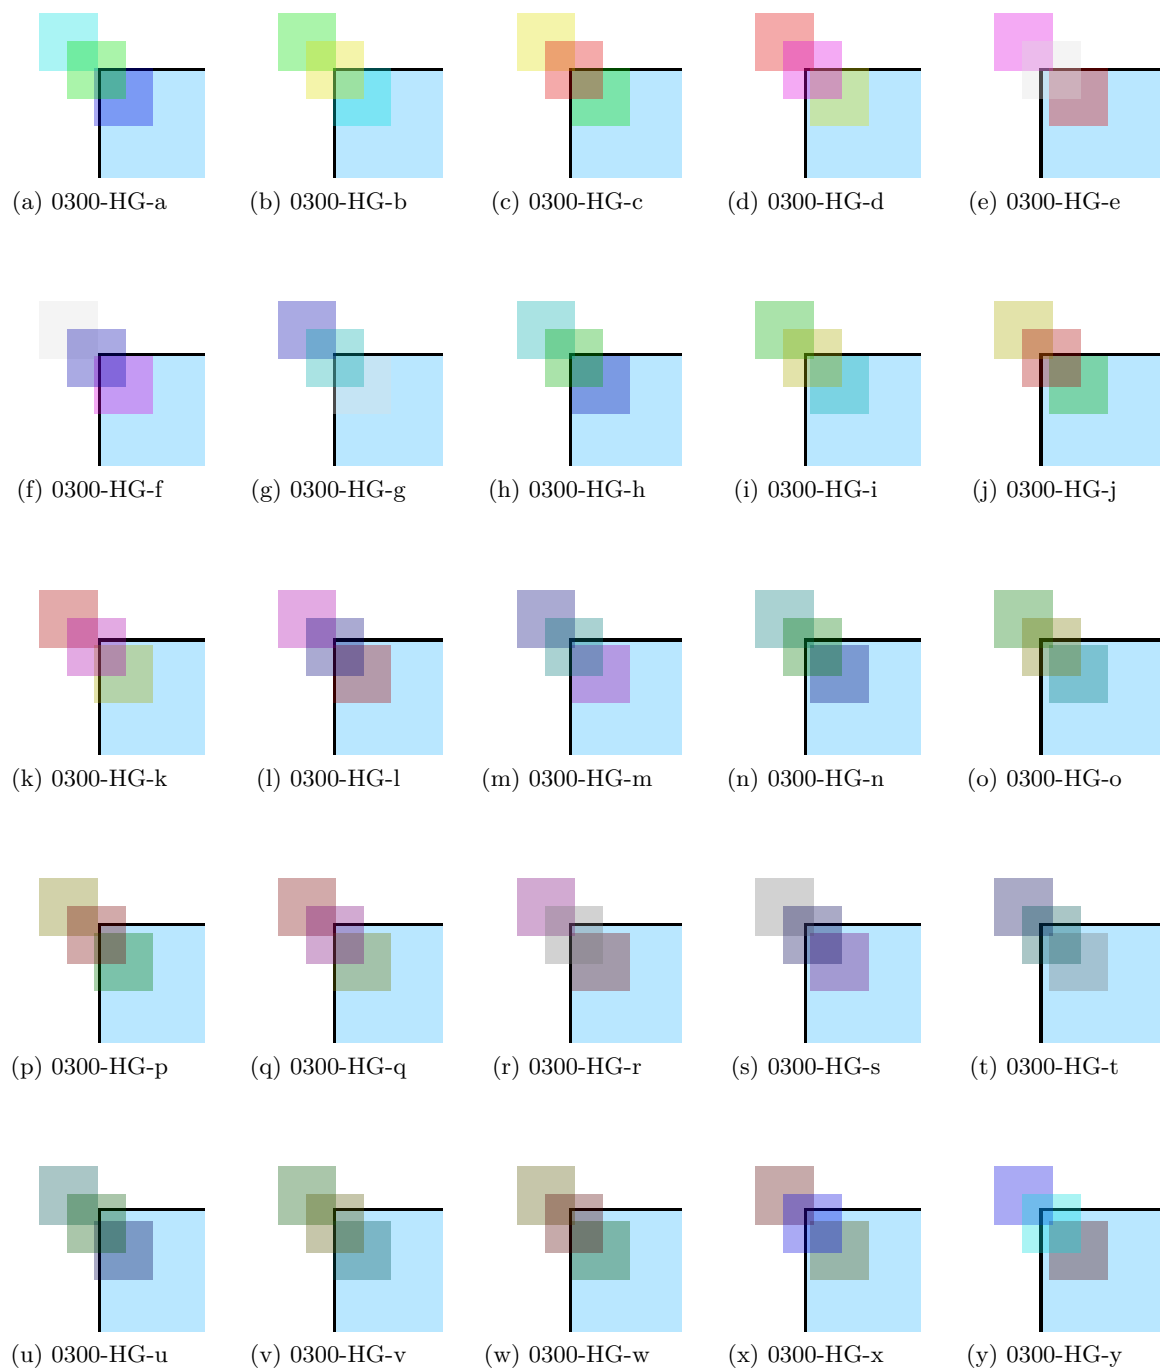 (a) 0300-HG-a (b) 0300-HG-b (c) 0300-HG-c (d) 0300-HG-d (e) 0300-HG-e
(f) 0300-HG-f (g) 0300-HG-g (h) 0300-HG-h (i) 0300-HG-i (j) 0300-HG-j
(k) 0300-HG-k (l) 0300-HG-l (m) 0300-HG-m (n) 0300-HG-n (o) 0300-HG-o
(p) 0300-HG-p (q) 0300-HG-q (r) 0300-HG-r (s) 0300-HG-s (t) 0300-HG-t
(u) 0300-HG-u (v) 0300-HG-v (w) 0300-HG-w (x) 0300-HG-x (y) 0300-HG-y